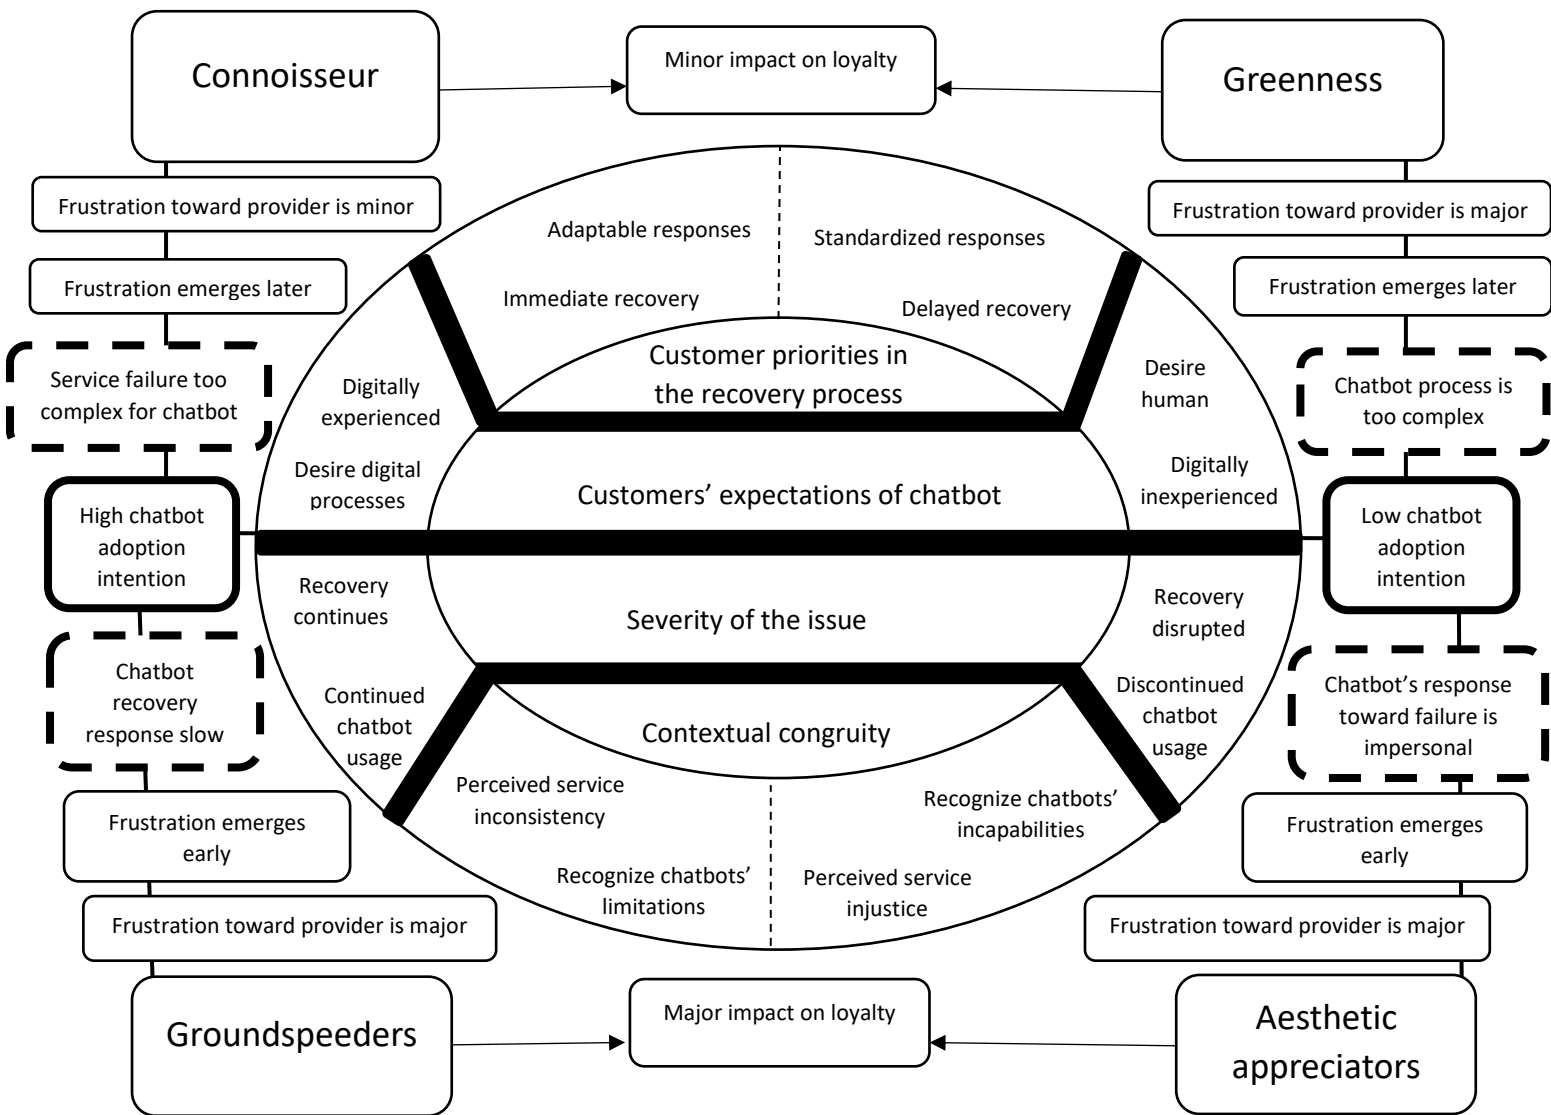 Connoisseur
Minor impact on loyalty
Greenness
Frustration toward provider is minor
Frustration toward provider is major
Adaptable responses
Standardized responses
Frustration emerges later
Immediate recovery
Delayed recovery
Frustration emerges later
Customer priorities in
the recovery process
Service failure too
complex for chatbot
Digitally
experienced
Desire
human
Chatbot process is
too complex
Desire digital
processes
Customers’ expectations of chatbot
Digitally
inexperienced
High chatbot
adoption
intention
Low chatbot
adoption
intention
Recovery
continues
Severity of the issue
Recovery
disrupted
Chatbot
recovery
response slow
Continued
chatbot
usage
Contextual congruity
Discontinued
chatbot
usage
Chatbot’s response
toward failure is
impersonal
Perceived service
inconsistency
Recognize chatbots’
incapabilities
Frustration emerges
early
Frustration emerges
early
Recognize chatbots’
limitations
Perceived service
injustice
Frustration toward provider is major
Frustration toward provider is major
Groundspeeders
Major impact on loyalty
Aesthetic
appreciators